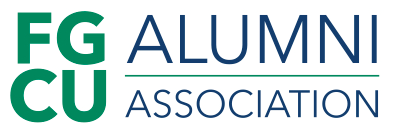 FG
CU
ALUMNI
ASSOCIATION